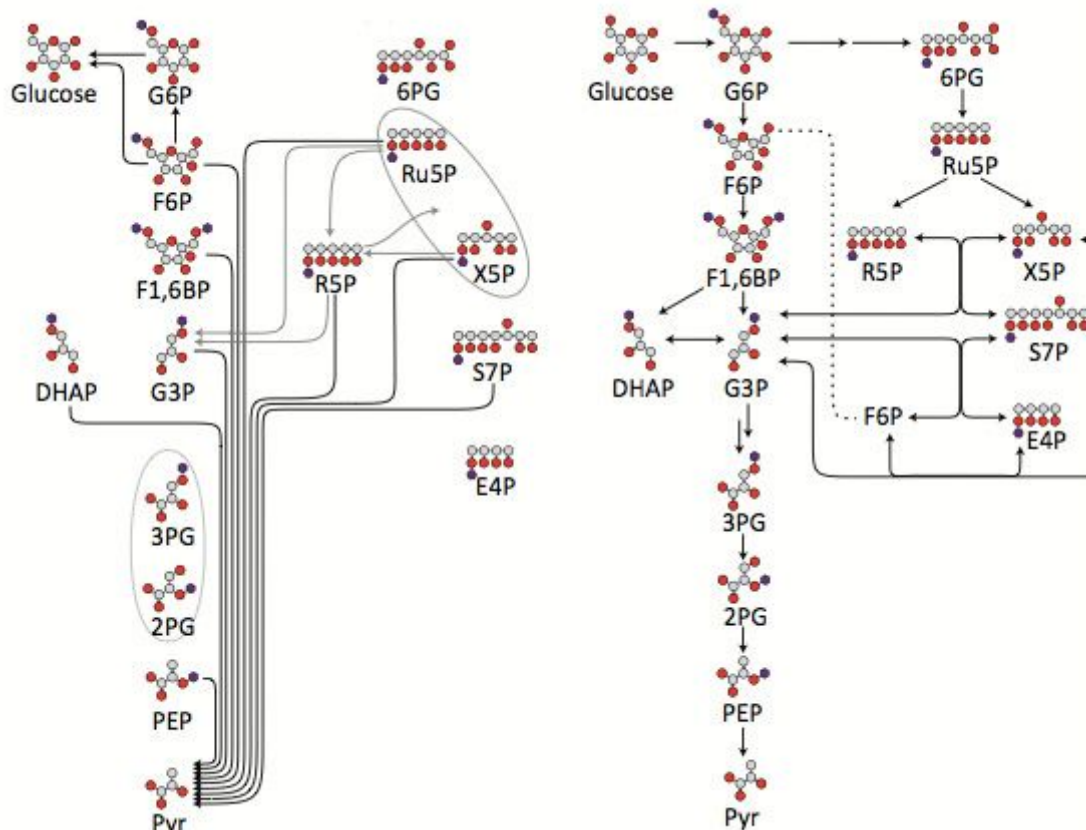 Glucose
G6P
F6P
F1,6BP
DHAP
G3P
3PG
2PG
PEP
Pyr
6PG
Ru5P
R5P
X5P
S7P
E4P
Glucose
G6P
6PG
F6P
Ru5P
F1,6BP
R5P
X5P
DHAP
G3P
S7P
F6P
E4P
3PG
2PG
PEP
Pyr